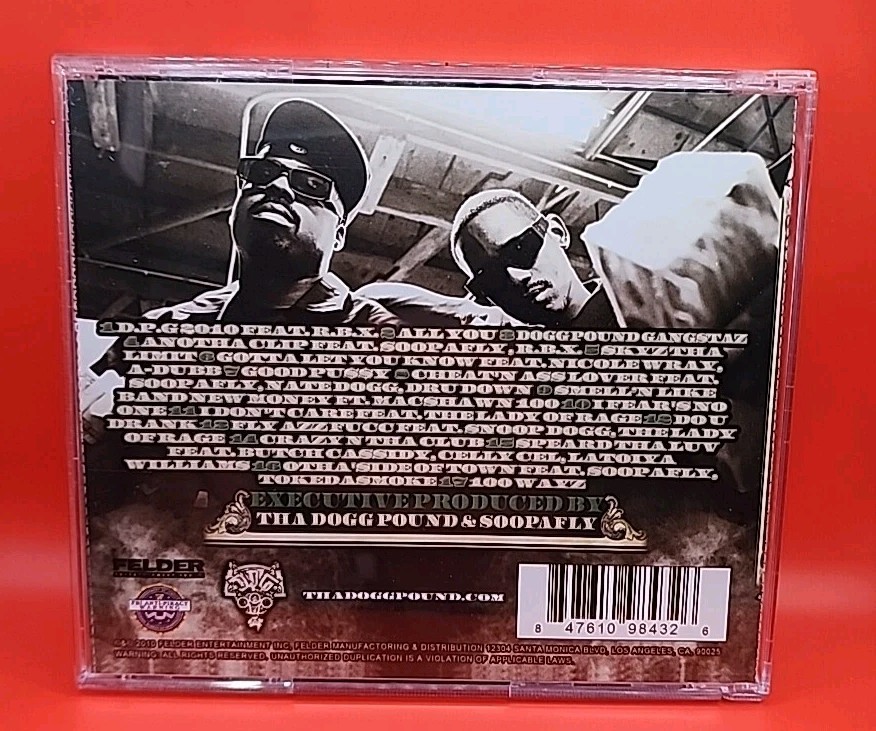 1 D.P.G 2010 FEAT. R.B.X. 2 ALL YOU 3 DOGGPOUND GANGSTAZ
4 ANOTHA CLIP FEAT. SOOPAFLY, R.B.X. 5 SKYZ THA
LIMIT 6 GOTTA LET YOU KNOW FEAT. NICOLE WRAY,
A-DUBB 7 GOOD PU$$Y 8 CHEAT'N ASS LOVER FEAT.
SOOPAFLY, NATE DOGG, DRU DOWN 9 SMELL'N LIKE
BRAND NEW MONEY FT. MAC SHAWN 100 10 I FEAR'S NO
ONE 11 I DON'T CARE FEAT. THE LADY OF RAGE 12 DO U
DRANK 13 FLY AZZ FUCC FEAT. SNOOP DOGG, THE LADY
OF RAGE 14 CRAZY N THA CLUB 15 SPEARD THA LUV
FEAT. BUTCH CASSIDY, CELLY CEL, LATOIYA
WILLIAMS 16 OTHA' SIDE OF TOWN FEAT. SOOPAFLY,
TOKEDASMOKE 17 100 WAYZ
EXECUTIVE PRODUCED BY
THA DOGG POUND & SOOPAFLY
FELDER
D.P.G
THADOGGPOUND.COM
8 47610 98432 6
©℗ 2010 FELDER ENTERTAINMENT INC. FELDER MANUFACTORING & DISTRIBUTION 12304 SANTA MONICA BLVD, LOS ANGELES, CA. 90025
WARNING: ALL RIGHTS RESERVED. UNAUTHORIZED DUPLICATION IS A VIOLATION OF APPLICABLE LAWS.